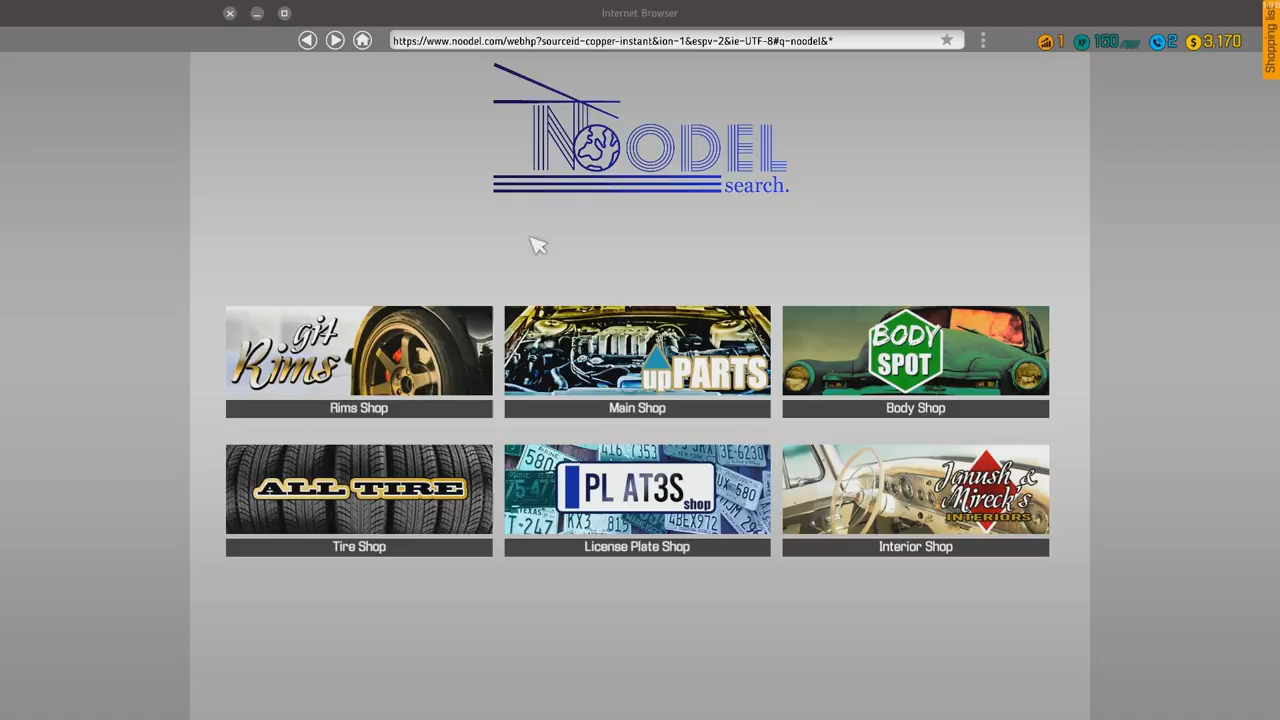 Internet Browser
https://www.noodel.com/webhp?sourceid-copper-instant&ion-1&espv-2&ie-UTF-8#q-noodel&*
1
XP 160
2
$ 3,170
Shopping list
NOODEL
search.
git Rims
upPARTS
BODY SPOT
Rims Shop
Main Shop
Body Shop
ALL TIRE
PL AT3S
shop
Janush &
Mireck's
INTERIORS
Tire Shop
License Plate Shop
Interior Shop